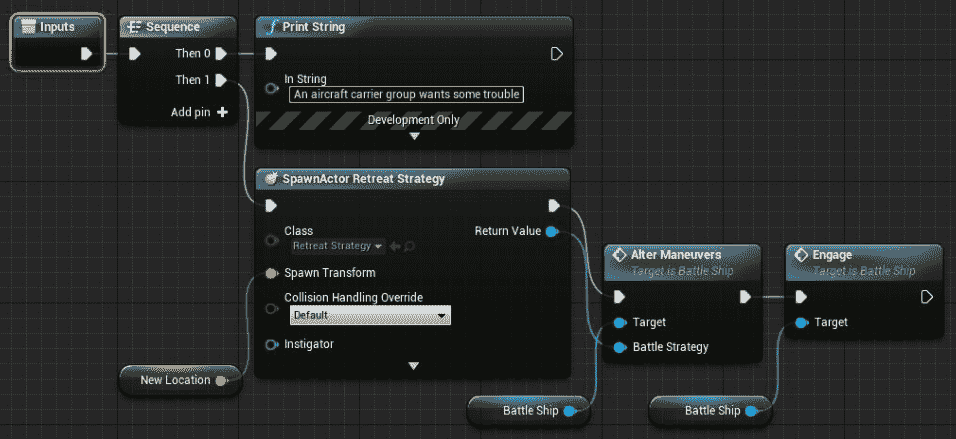 Inputs
Sequence
Then 0
Then 1
Add pin
Print String
In String
An aircraft carrier group wants some trouble
Development Only
SpawnActor Retreat Strategy
Class
Retreat Strategy
Return Value
Spawn Transform
Collision Handling Override
Default
Instigator
New Location
Alter Maneuvers
Target is Battle Ship
Target
Battle Strategy
Battle Ship
Engage
Target is Battle Ship
Target
Battle Ship